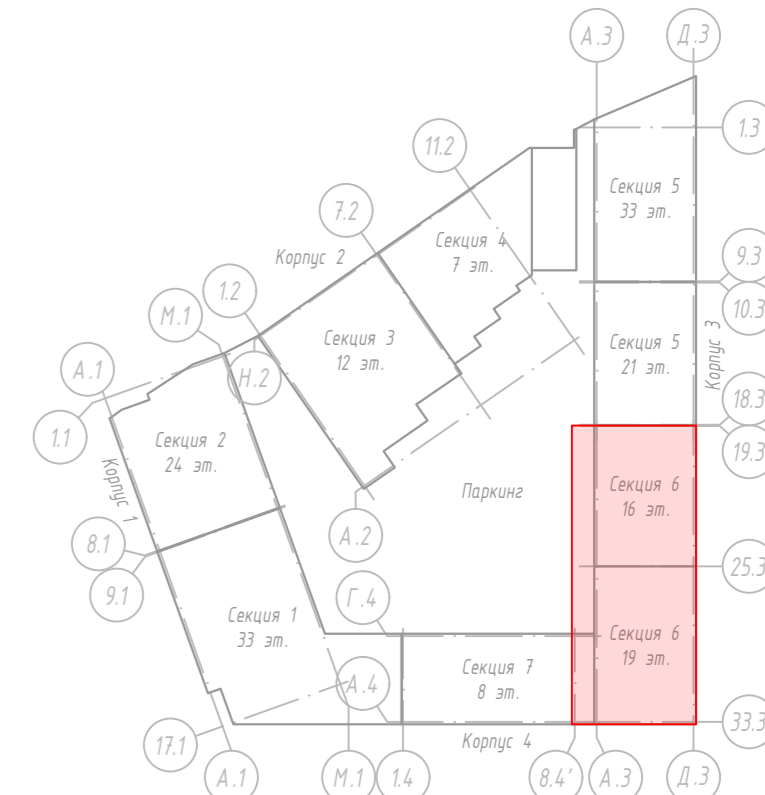 А.3
Д.3
1.3
11.2
Секция 5
33 эт.
7.2
Секция 4
7 эт.
Корпус 2
9.3
10.3
1.2
М.1
Секция 3
12 эт.
Секция 5
21 эт.
Корпус 3
Н.2
А.1
1.1
18.3
19.3
Секция 2
24 эт.
Корпус 1
Паркинг
Секция 6
16 эт.
А.2
8.1
9.1
25.3
Г.4
Секция 1
33 эт.
Секция 6
19 эт.
Секция 7
8 эт.
А.4
33.3
17.1
Корпус 4
А.1
М.1
1.4
8.4'
А.3
Д.3